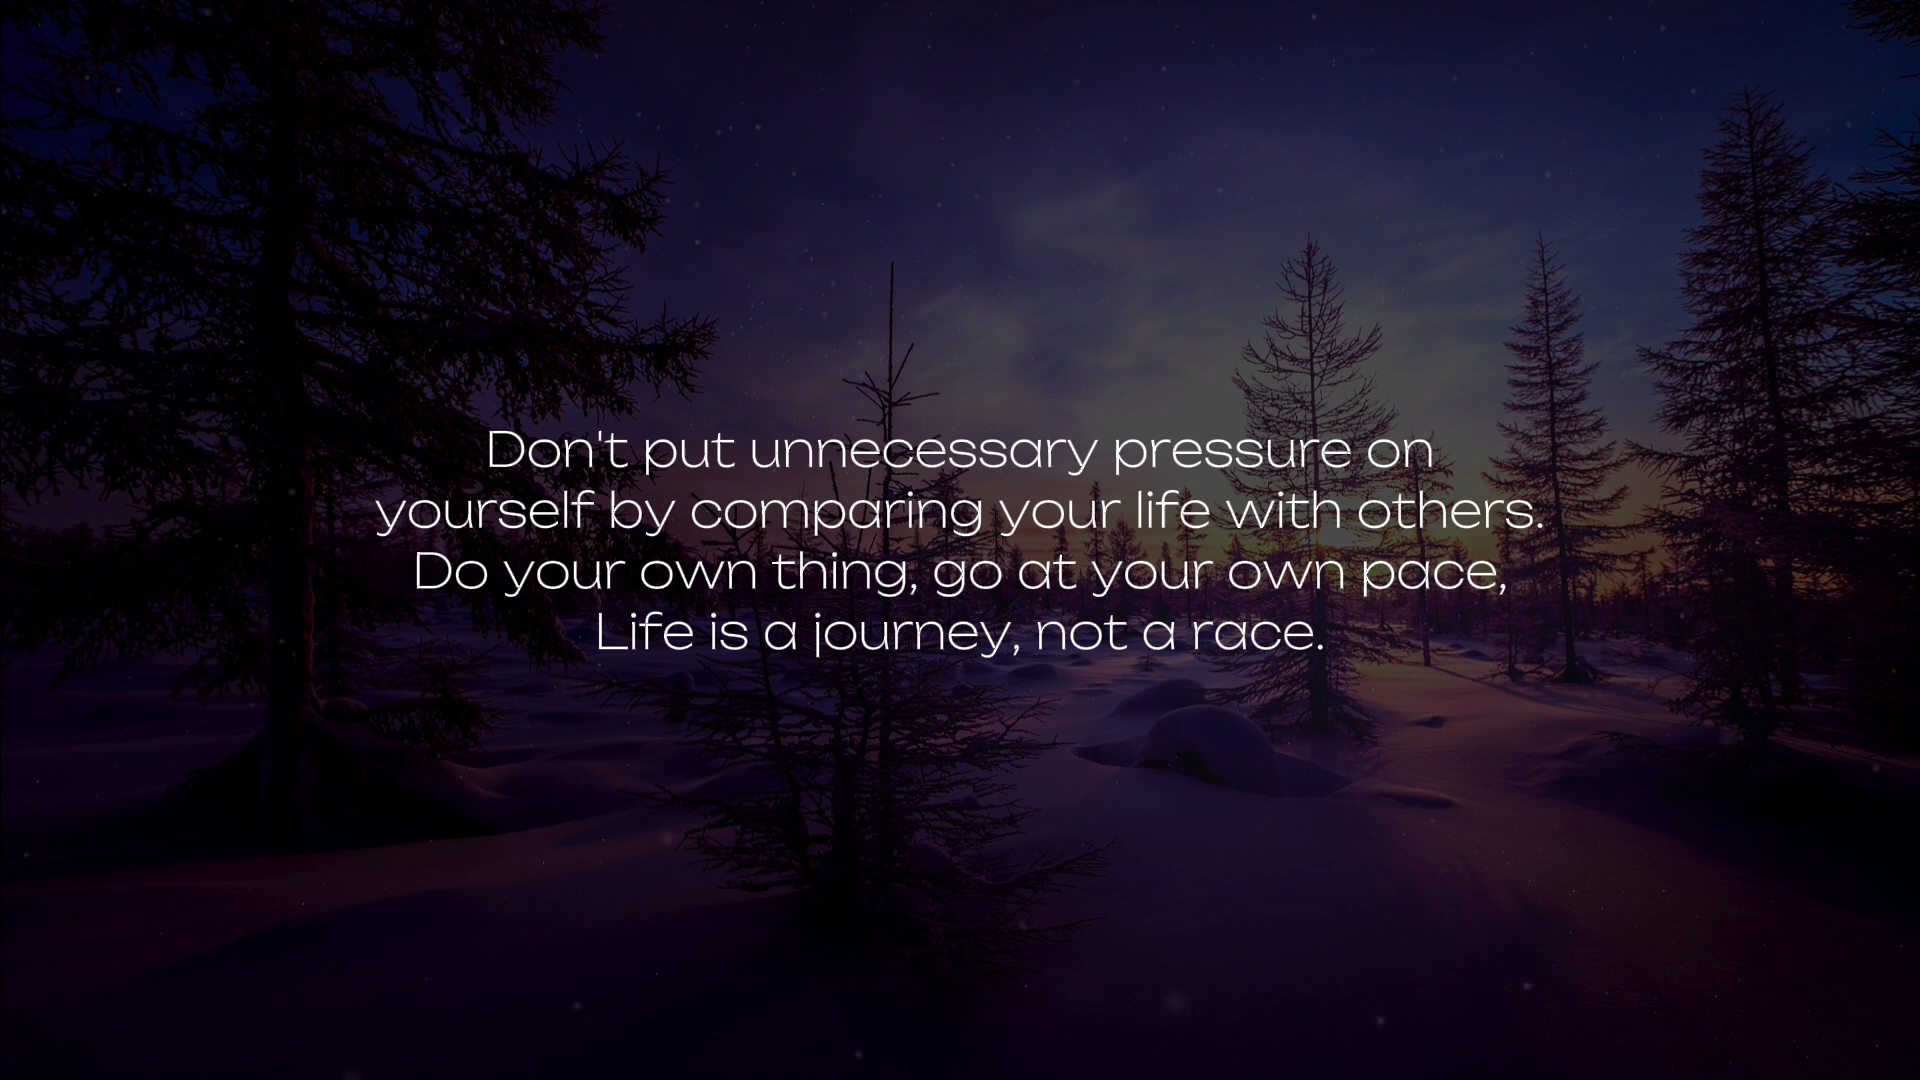 Don't put unnecessary pressure on
yourself by comparing your life with others.
Do your own thing, go at your own pace,
Life is a journey, not a race.